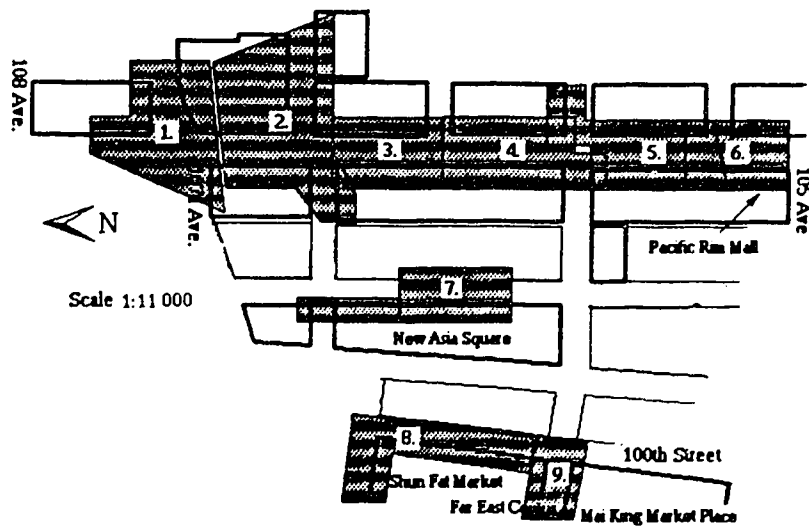 108 Ave.
1.
2.
3.
4.
5.
6.
105 Ave
Ave.
N
Pacific Rim Mall
Scale 1:11 000
7.
New Asia Square
8.
100th Street
9.
Shun Fat Market
Far East
Mai King Market Place